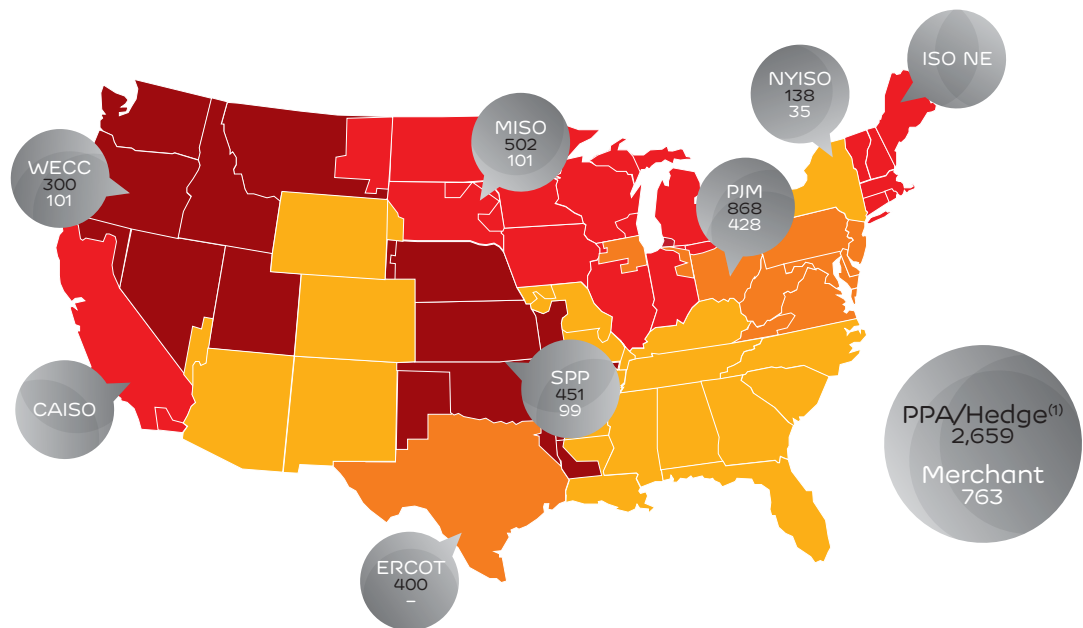 ISO NE
NYISO
138
35
MISO
502
101
WECC
300
101
PJM
868
428
SPP
451
99
CAISO
PPA/Hedge(1)
2,659
Merchant
763
ERCOT
400
–